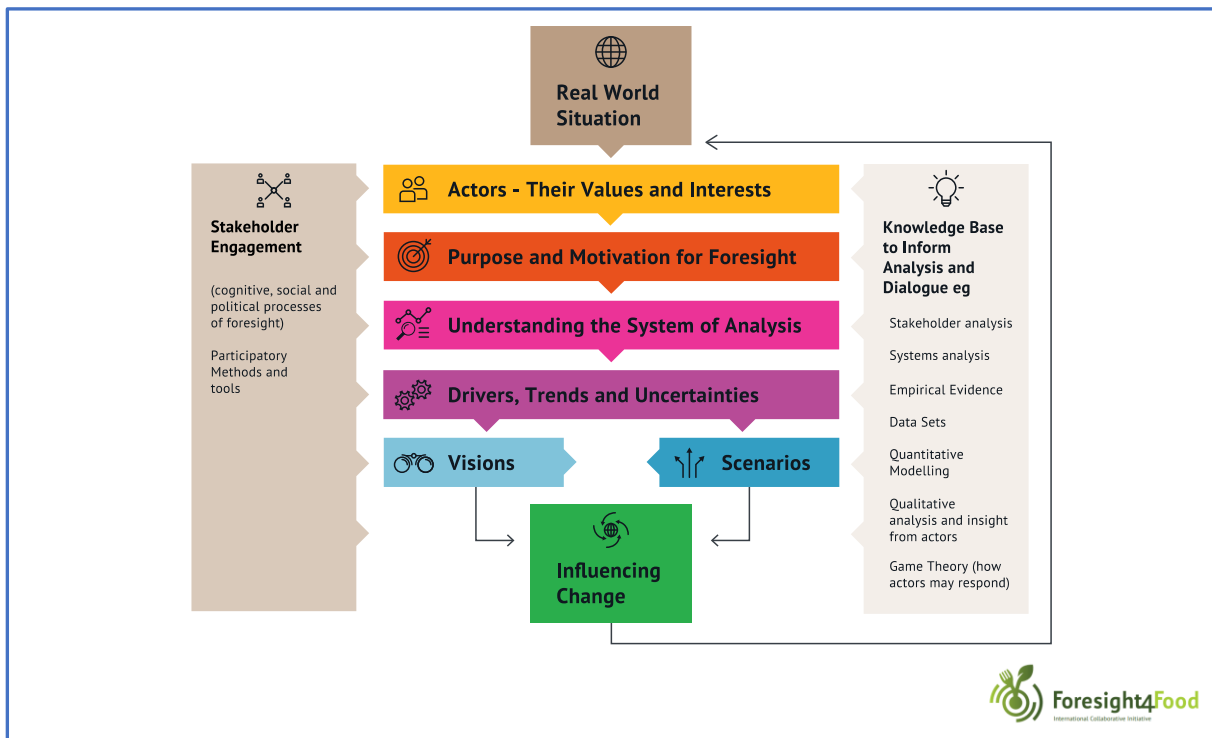 Real World
Situation
Stakeholder
Engagement
(cognitive, social and
political processes
of foresight)
Participatory
Methods and
tools
Actors - Their Values and Interests
Purpose and Motivation for Foresight
Understanding the System of Analysis
Drivers, Trends and Uncertainties
Visions
Scenarios
Influencing
Change
Knowledge Base
to Inform
Analysis and
Dialogue eg
Stakeholder analysis
Systems analysis
Empirical Evidence
Data Sets
Quantitative
Modelling
Qualitative
analysis and insight
from actors
Game Theory (how
actors may respond)
Foresight4Food
International Collaborative Initiative